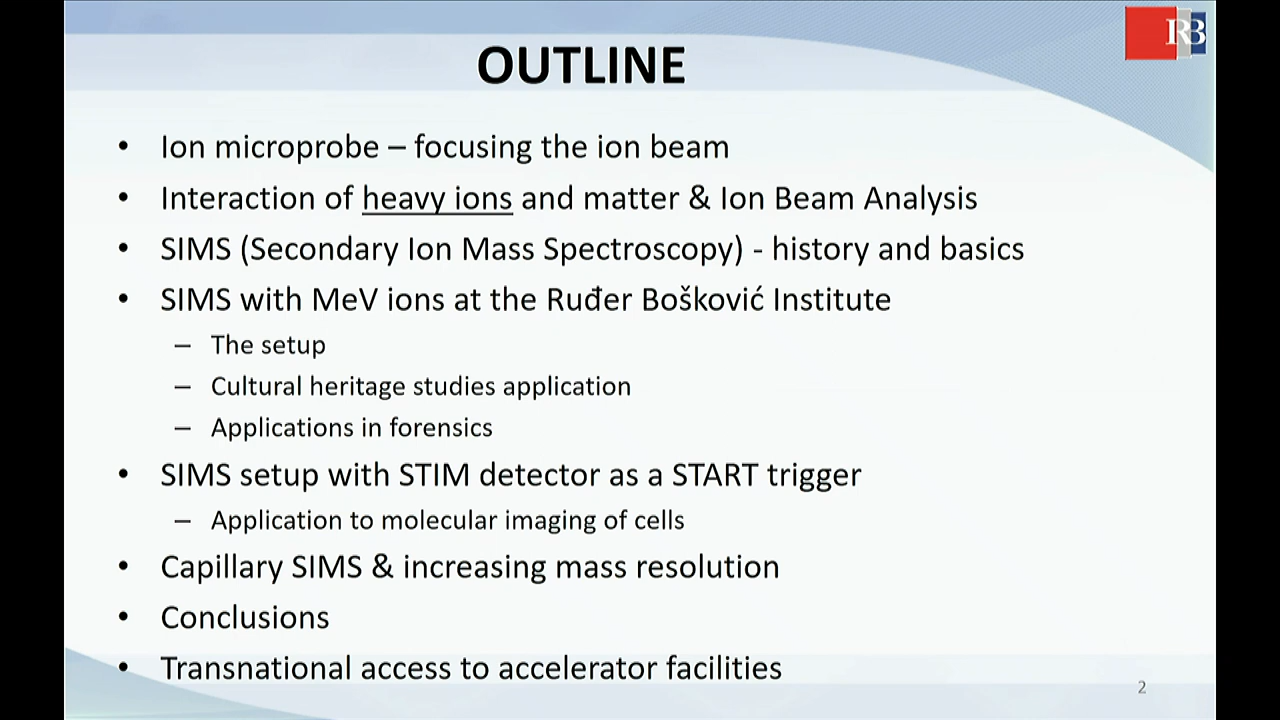 RB
OUTLINE
• Ion microprobe – focusing the ion beam
• Interaction of heavy ions and matter & Ion Beam Analysis
• SIMS (Secondary Ion Mass Spectroscopy) - history and basics
• SIMS with MeV ions at the Ruđer Bošković Institute
– The setup
– Cultural heritage studies application
– Applications in forensics
• SIMS setup with STIM detector as a START trigger
– Application to molecular imaging of cells
• Capillary SIMS & increasing mass resolution
• Conclusions
• Transnational access to accelerator facilities
2